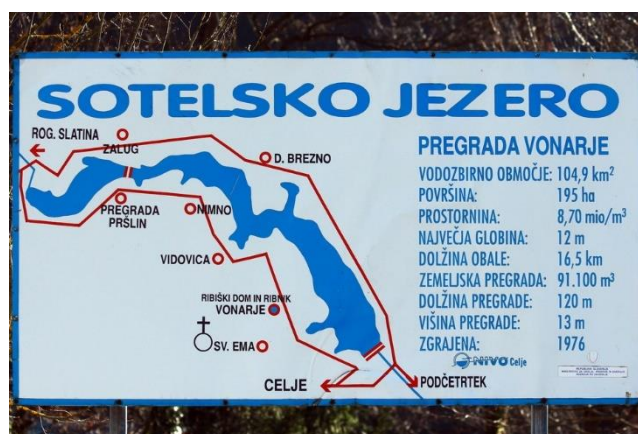 SOTELSKO JEZERO
ROG. SLATINA
ZALUG
D. BREZNO
PREGRADA
PRŠLIN
NIMNO
VIDOVICA
RIBIŠKI DOM IN RIBNIK
VONARJE
SV. EMA
CELJE
PODČETRTEK
PREGRADA VONARJE
VODOZBIRNO OBMOČJE: 104,9 km²
POVRŠINA: 195 ha
PROSTORNINA: 8,70 mio/m³
NAJVEČJA GLOBINA: 12 m
DOLŽINA OBALE: 16,5 km
ZEMELJSKA PREGRADA: 91.100 m³
DOLŽINA PREGRADE: 120 m
VIŠINA PREGRADE: 13 m
ZGRAJENA: 1976
NIVO Celje